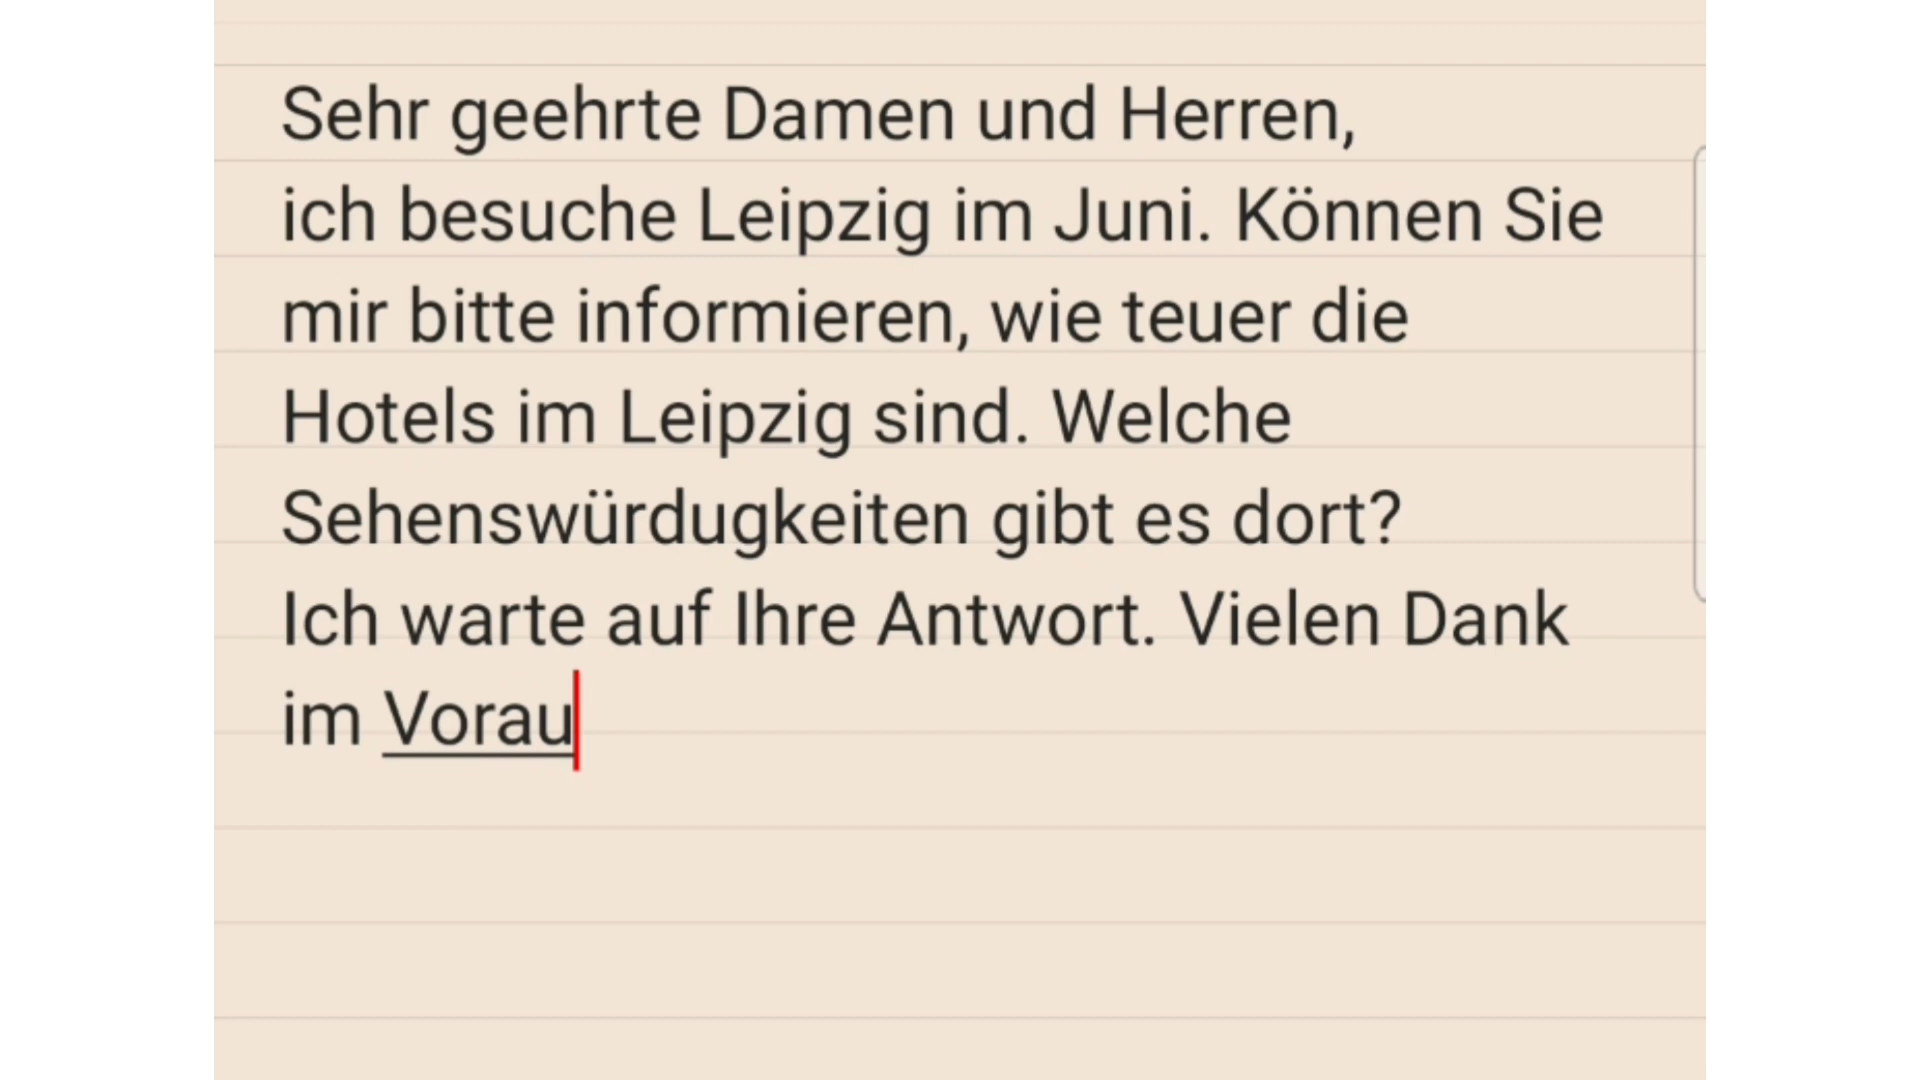 Sehr geehrte Damen und Herren,
ich besuche Leipzig im Juni. Können Sie
mir bitte informieren, wie teuer die
Hotels im Leipzig sind. Welche
Sehenswürdugkeiten gibt es dort?
Ich warte auf Ihre Antwort. Vielen Dank
im Vorau